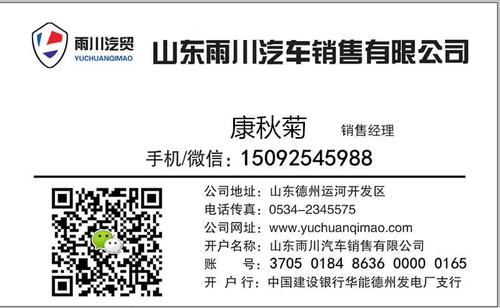 雨川汽贸
YUCHUANQIMAO
山东雨川汽车销售有限公司
康秋菊 销售经理
手机/微信：15092545988
公司地址：山东德州运河开发区
电话传真：0534-2345575
公司网址：www.yuchuanqimao.com
开户名称：山东雨川汽车销售有限公司
账 号：3705 0184 8636 0000 0165
开 户 行：中国建设银行华能德州发电厂支行